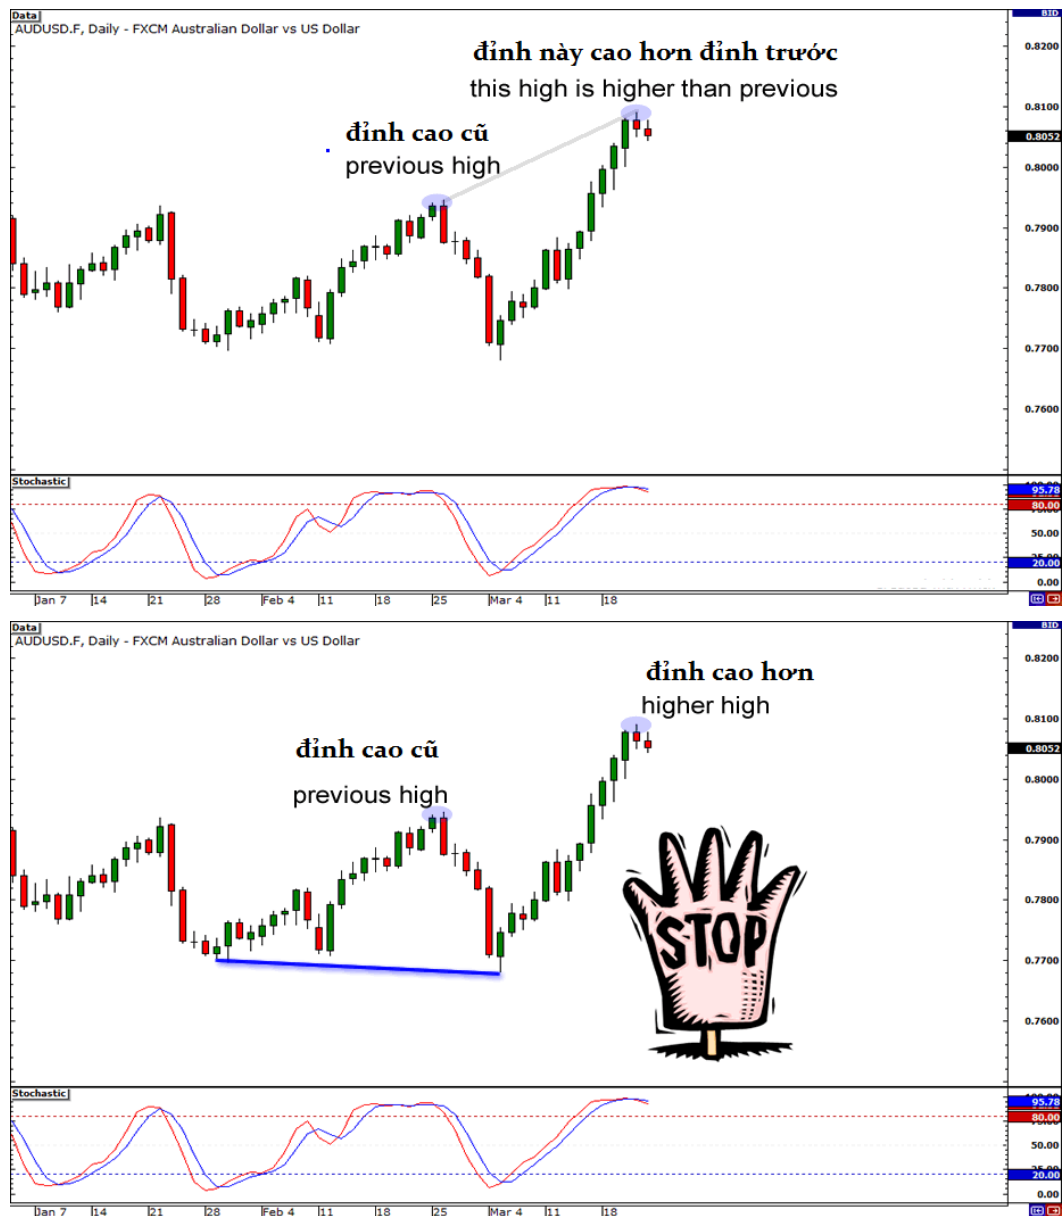 Data
BID
AUDUSD.F, Daily - FXCM Australian Dollar vs US Dollar
0.8200
đỉnh này cao hơn đỉnh trước
this high is higher than previous
0.8100
đỉnh cao cũ
previous high
0.8052
0.8000
0.7900
0.7800
0.7700
0.7600
Stochastic
95.78
80.00
50.00
20.00
0.00
Jan 7 14 21 28 Feb 4 11 18 25 Mar 4 11 18
Data
BID
AUDUSD.F, Daily - FXCM Australian Dollar vs US Dollar
0.8200
đỉnh cao hơn
higher high
0.8100
đỉnh cao cũ
previous high
0.8052
0.8000
0.7900
STOP
0.7800
0.7700
0.7600
Stochastic
95.78
80.00
50.00
20.00
0.00
Jan 7 14 21 28 Feb 4 11 18 25 Mar 4 11 18